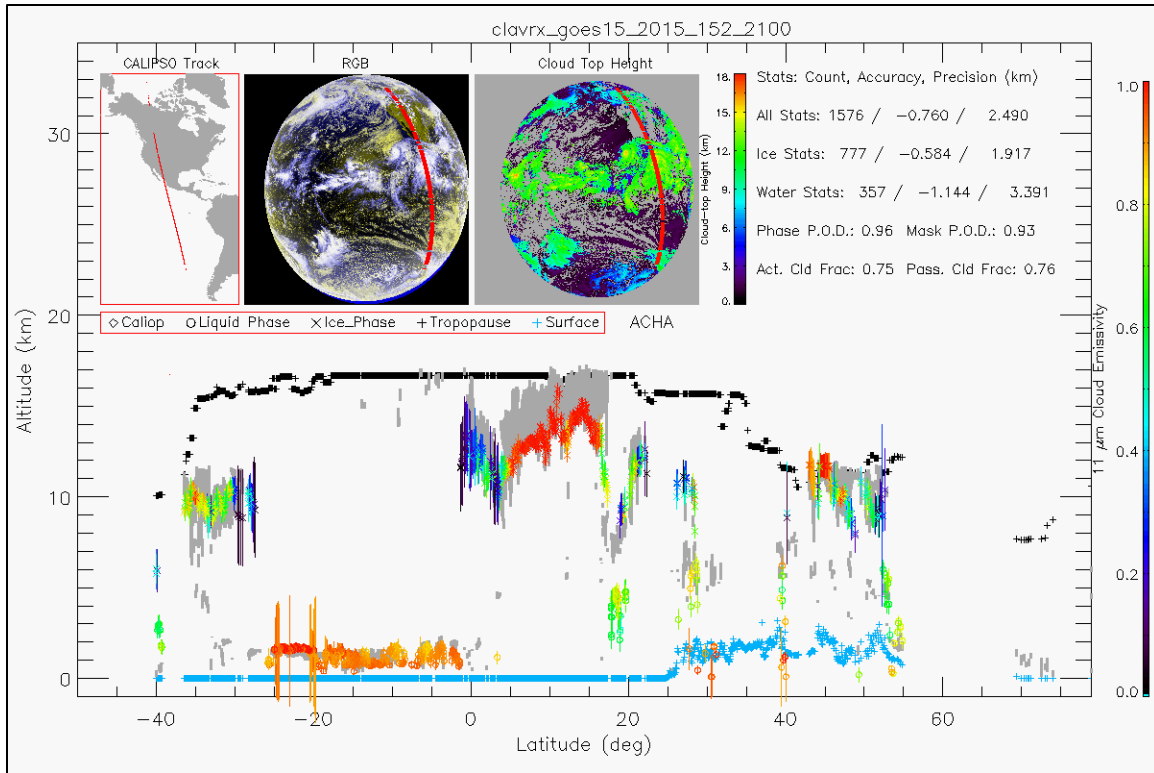 clavrx_goes15_2015_152_2100
CALIPSO Track
RGB
Cloud Top Height
18.
15.
12.
9.
6.
3.
0.
Cloud-top Height (km)
Stats: Count, Accuracy, Precision (km)
All Stats: 1576 / -0.760 / 2.490
Ice Stats: 777 / -0.584 / 1.917
Water Stats: 357 / -1.144 / 3.391
Phase P.O.D.: 0.96 Mask P.O.D.: 0.93
Act. Cld Frac: 0.75 Pass. Cld Frac: 0.76
Caliop Liquid Phase Ice_Phase Tropopause Surface ACHA
Altitude (km)
30
20
10
0
-40 -20 0 20 40 60
Latitude (deg)
1.0
0.8
0.6
0.4
0.2
0.0
11 μm Cloud Emissivity